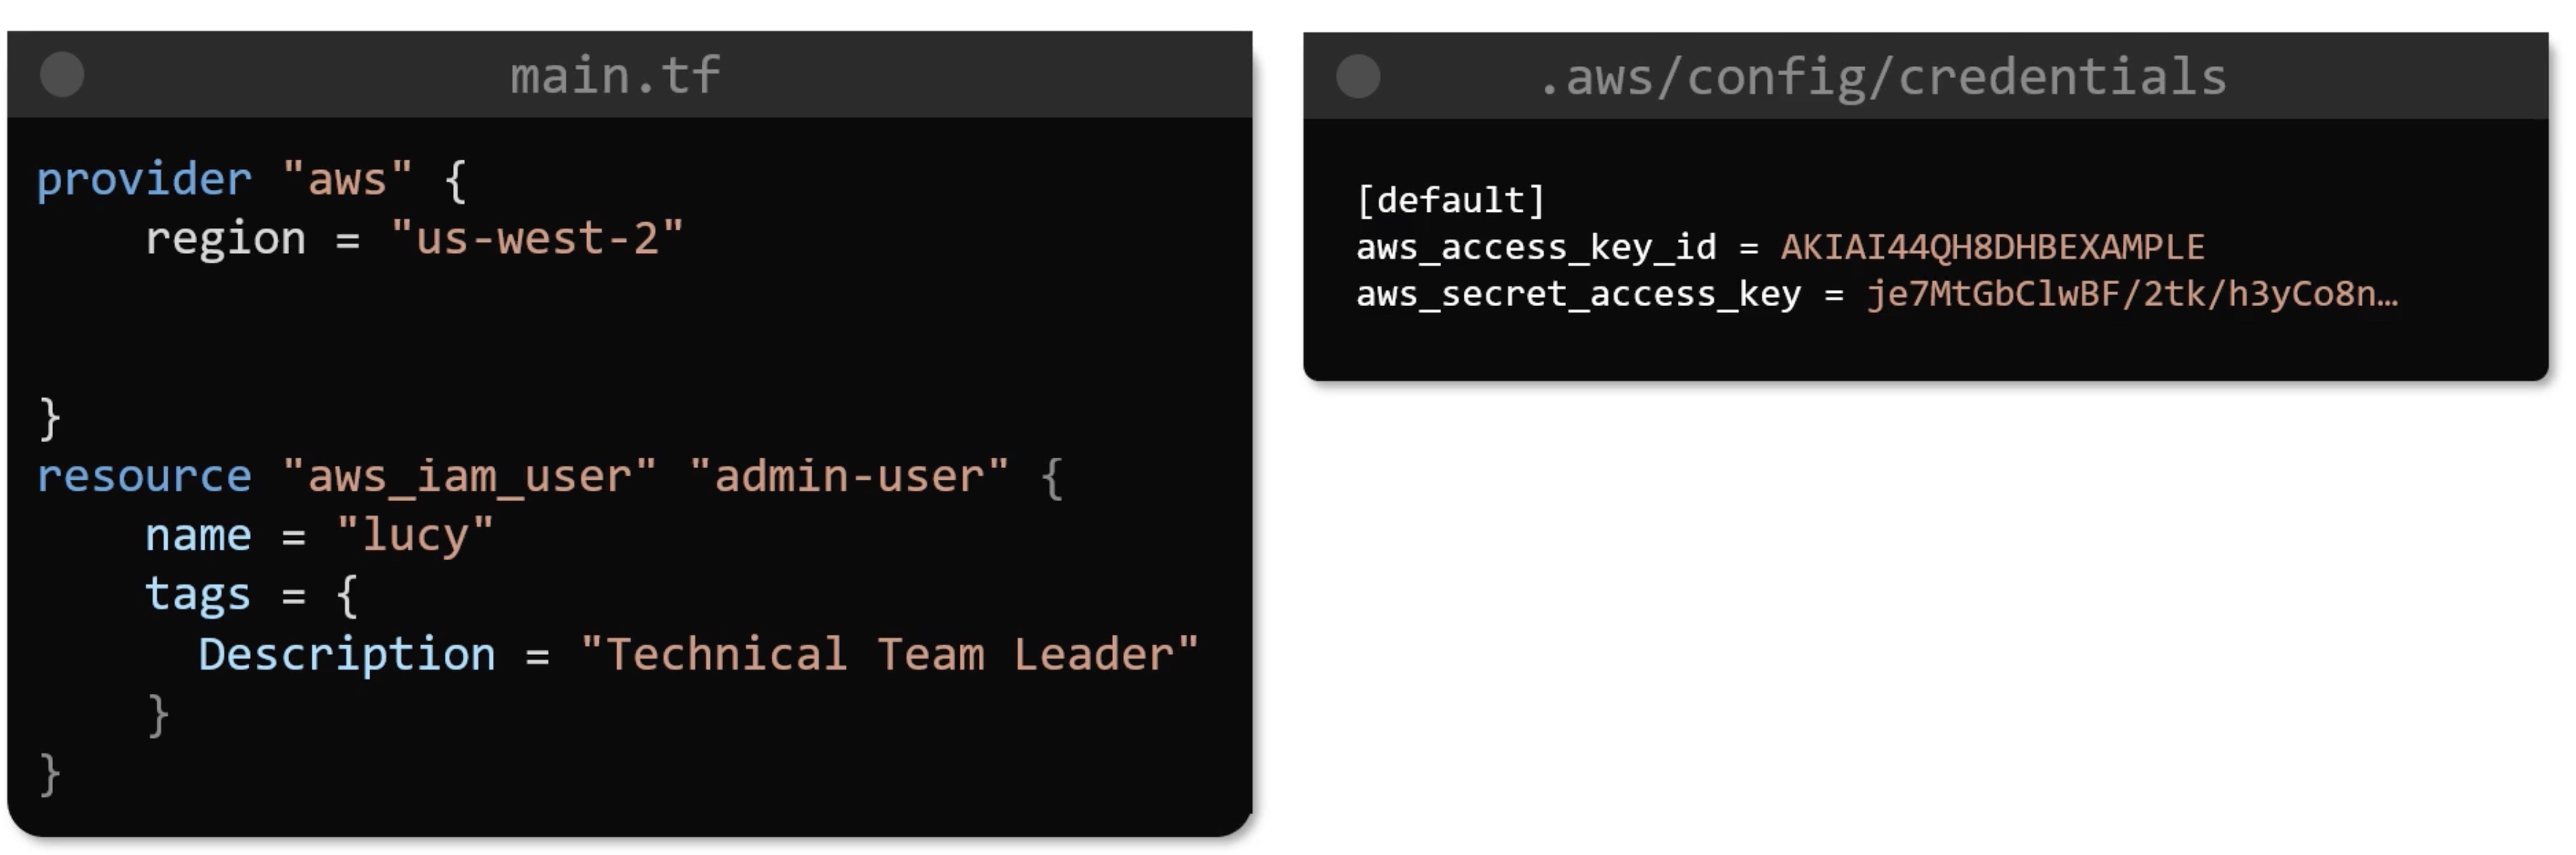 main.tf
provider "aws" {
    region = "us-west-2"
}
resource "aws_iam_user" "admin-user" {
    name = "lucy"
    tags = {
      Description = "Technical Team Leader"
    }
}
.aws/config/credentials
[default]
aws_access_key_id = AKIAI44QH8DHBEXAMPLE
aws_secret_access_key = je7MtGbClwBF/2tk/h3yCo8n…